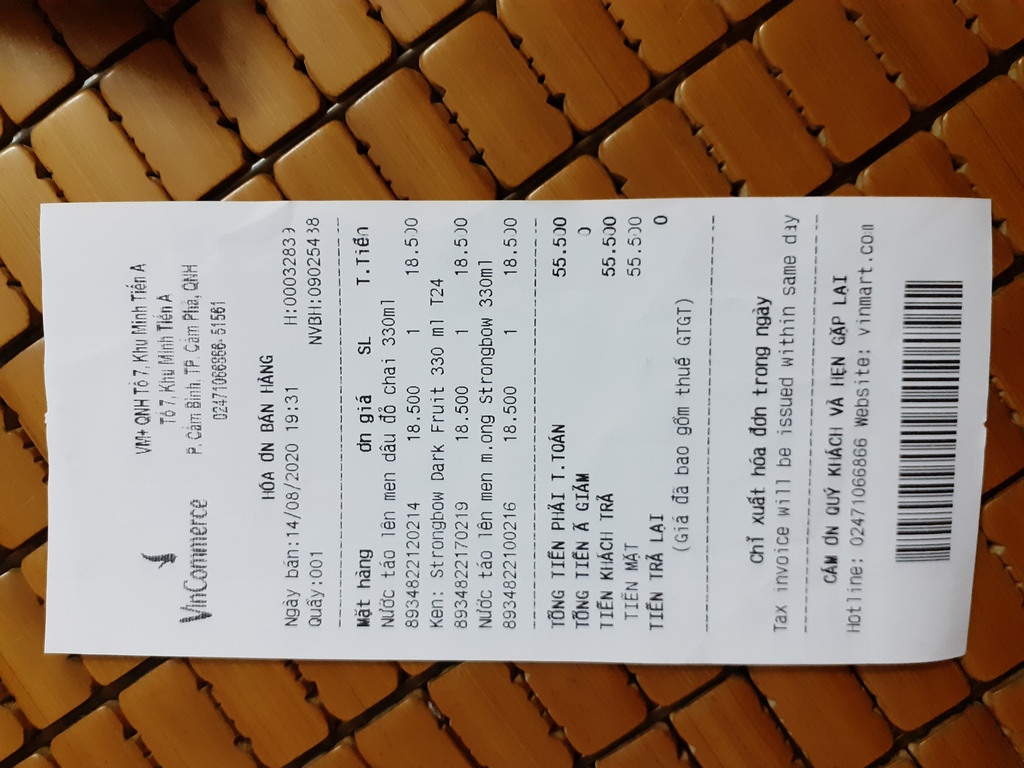 VinCommerce
VM+ QNH Tổ 7, Khu Minh Tiến A
Tổ 7, Khu Minh Tiến A
P. Cẩm Bình, TP. Cẩm Phả, QNH
02471066866-51561
HÓA ĐN BÁN HÀNG
Ngày bán:14/08/2020 19:31 H:00032839
Quầy:001 NVBH:09025438
Mặt hàng đn giá SL T.Tiền
Nước táo lên men dâu đỏ chai 330ml
8934822120214 18.500 1 18.500
Ken: Strongbow Dark Fruit 330 ml T24
8934822170219 18.500 1 18.500
Nước táo lên men m.ong Strongbow 330ml
8934822100216 18.500 1 18.500
TỔNG TIỀN PHẢI T.TOÁN 55.500
TỔNG TIỀN Ã GIẢM 0
TIỀN KHÁCH TRẢ 55.500
TIỀN MẶT 55.500
TIỀN TRẢ LẠI 0
(Giá đã bao gồm thuế GTGT)
Chỉ xuất hóa đơn trong ngày
Tax invoice will be issued within same day
CẢM ƠN QUÝ KHÁCH VÀ HẸN GẶP LẠI
Hotline: 02471066866 Website: vinmart.com